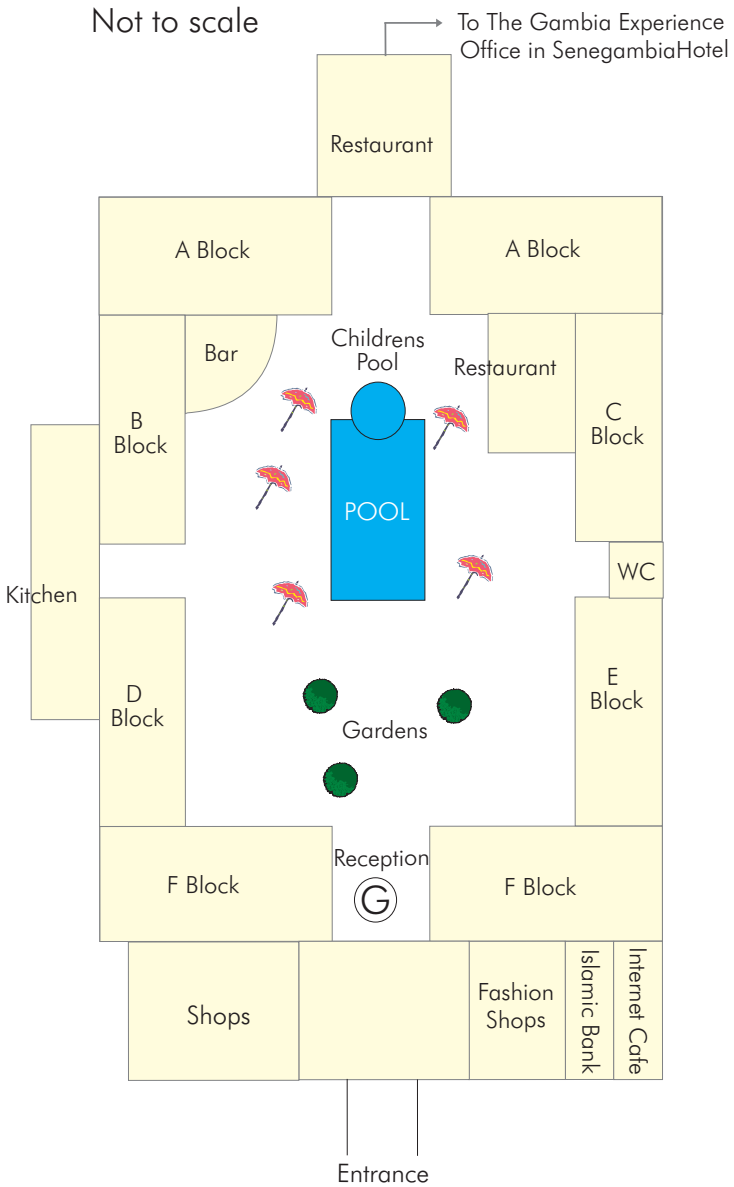 Not to scale
To The Gambia Experience
Office in SenegambiaHotel
Restaurant
A Block
A Block
Bar
Childrens
Pool
Restaurant
B
Block
C
Block
POOL
WC
Kitchen
D
Block
E
Block
Gardens
Reception
G
F Block
F Block
Shops
Fashion
Shops
Islamic Bank
Internet Cafe
Entrance